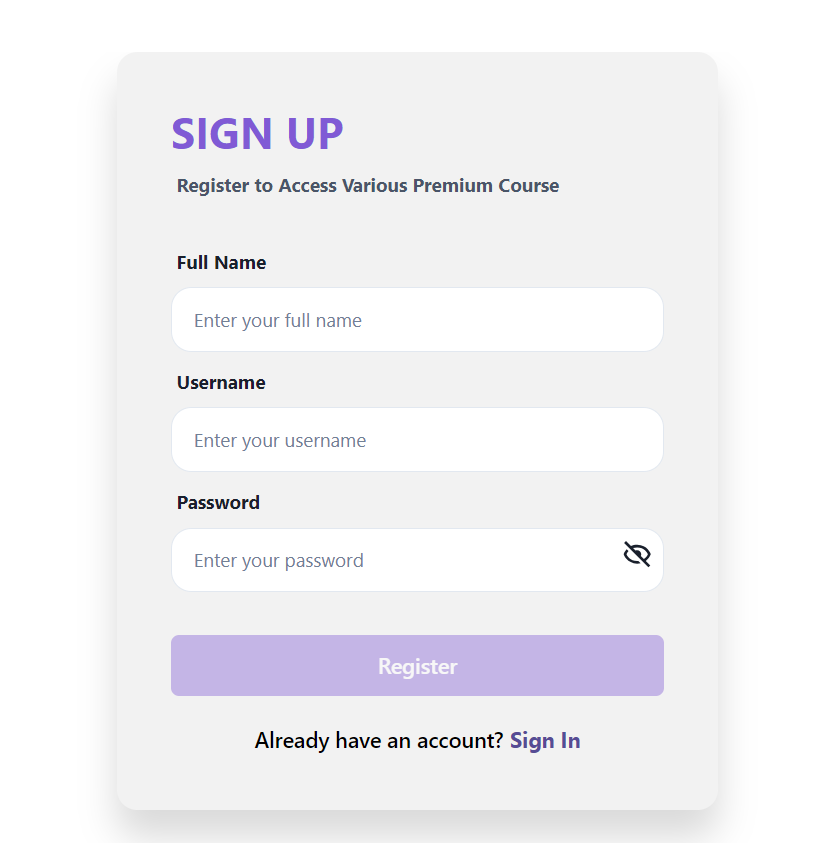 SIGN UP
Register to Access Various Premium Course
Full Name
Enter your full name
Username
Enter your username
Password
Enter your password
Register
Already have an account? Sign In